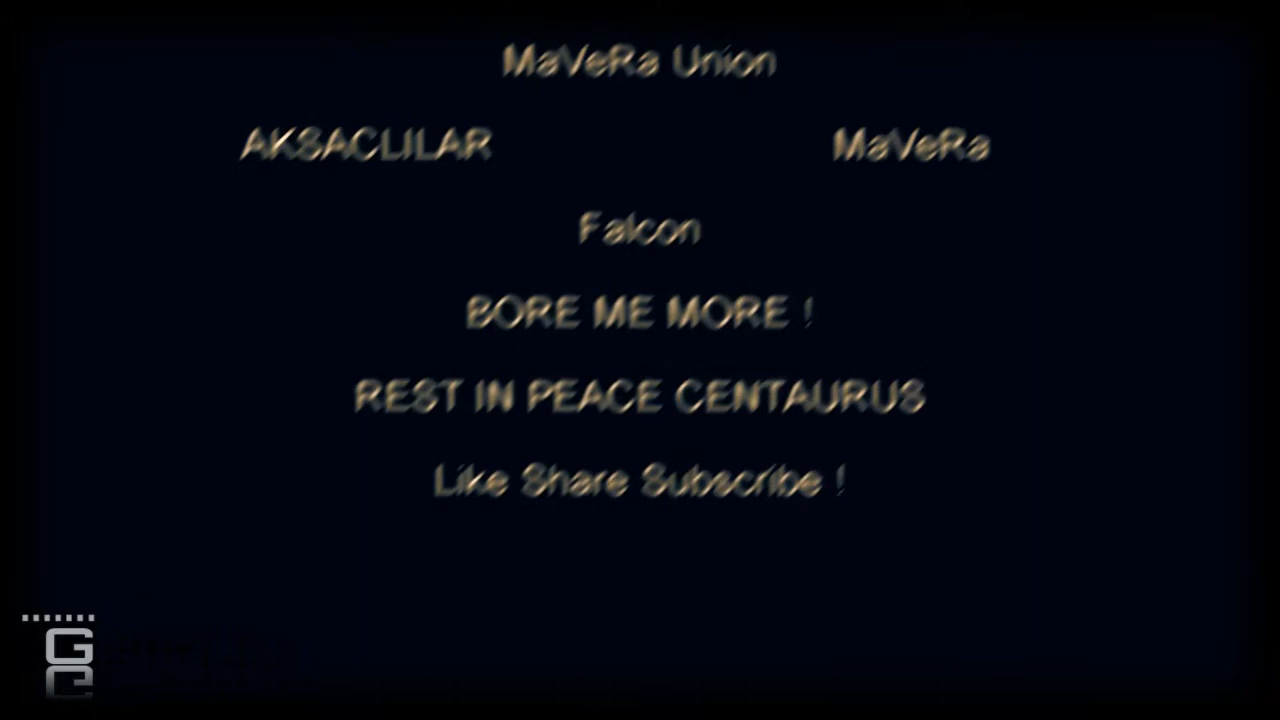 MaVeRa Union
AKSACLILAR MaVeRa
Falcon
BORE ME MORE !
REST IN PEACE CENTAURUS
Like Share Subscribe !
G